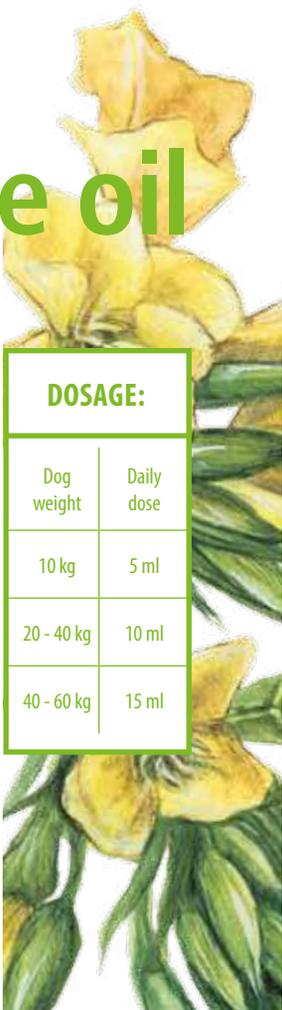 e oil
DOSAGE:
Dog weight
Daily dose
10 kg
5 ml
20 - 40 kg
10 ml
40 - 60 kg
15 ml